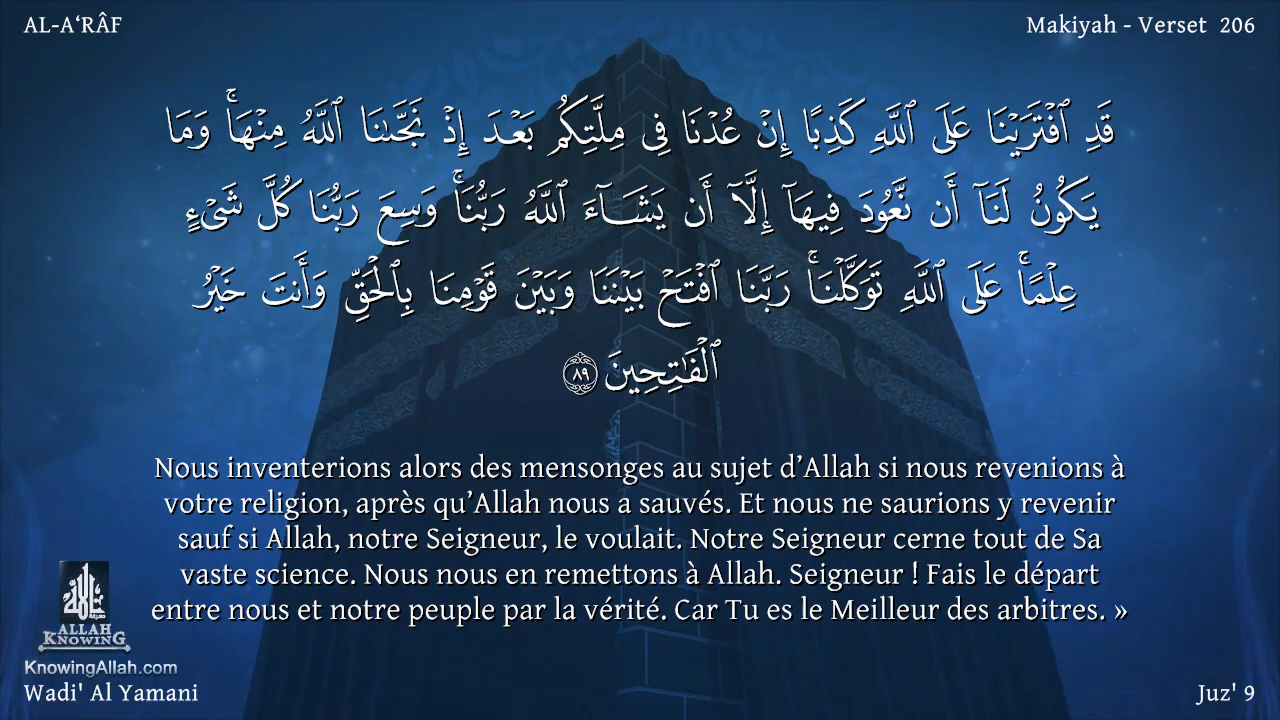 AL-A‘RÂF
Makiyah - Verset 206
قَدِ ٱفۡتَرَيۡنَا عَلَى ٱللَّهِ كَذِبًا إِنۡ عُدۡنَا فِي مِلَّتِكُم بَعۡدَ إِذۡ نَجَّىٰنَا ٱللَّهُ مِنۡهَاۚ وَمَا
يَكُونُ لَنَآ أَن نَّعُودَ فِيهَآ إِلَّآ أَن يَشَآءَ ٱللَّهُ رَبُّنَاۚ وَسِعَ رَبُّنَا كُلَّ شَيۡءٍ
عِلۡمًاۚ عَلَى ٱللَّهِ تَوَكَّلۡنَاۚ رَبَّنَا ٱفۡتَحۡ بَيۡنَنَا وَبَيۡنَ قَوۡمِنَا بِٱلۡحَقِّ وَأَنتَ خَيۡرُ
ٱلۡفَٰتِحِينَ ٨٩
Nous inventerions alors des mensonges au sujet d’Allah si nous revenions à
votre religion, après qu’Allah nous a sauvés. Et nous ne saurions y revenir
sauf si Allah, notre Seigneur, le voulait. Notre Seigneur cerne tout de Sa
vaste science. Nous nous en remettons à Allah. Seigneur ! Fais le départ
entre nous et notre peuple par la vérité. Car Tu es le Meilleur des arbitres. »
ALLAH
KNOWING
KnowingAllah.com
Wadi' Al Yamani
Juz' 9